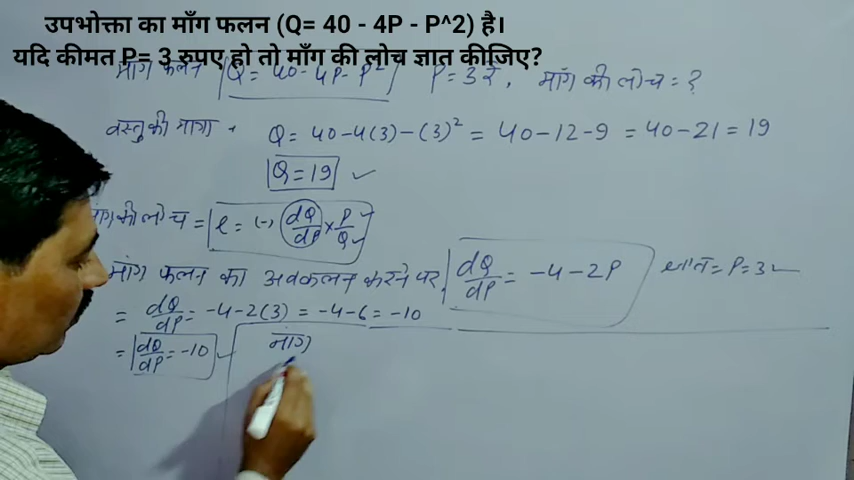 उपभोक्ता का माँग फलन (Q= 40 - 4P - P^2) है।
यदि कीमत P= 3 रुपए हो तो माँग की लोच ज्ञात कीजिए?
माँग फलन Q = 40 - 4P - P² P = 3 रू, माँग की लोच = ?
वस्तु की मात्रा Q = 40 - 4(3) - (3)² = 40 - 12 - 9 = 40 - 21 = 19
Q = 19 ✓
माँग की लोच = e = (-) dQ/dP × P/Q
माँग फलन का अवकलन करने पर, dQ/dP = -4 - 2P P = 3
= dQ/dP = -4 - 2(3) = -4 - 6 = -10
= dQ/dP = -10 ✓ माग